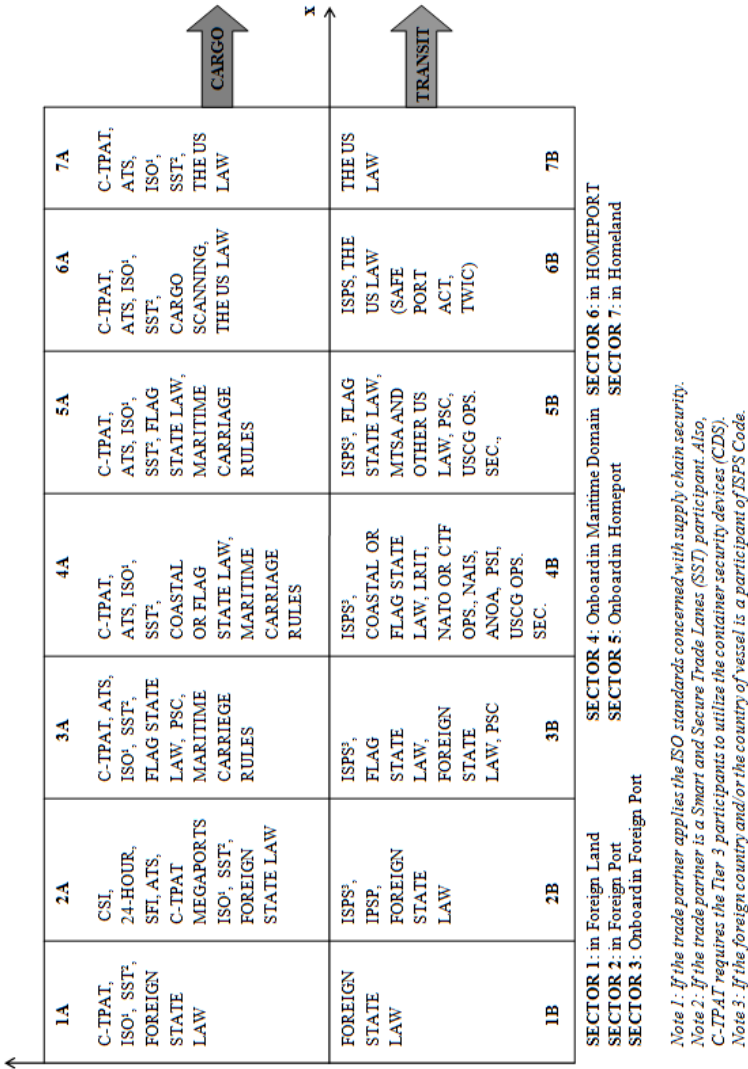 1A
C-TPAT,
ISO¹, SST²,
FOREIGN
STATE
LAW
2A
CSI,
24-HOUR,
SFI, ATS,
C-TPAT
MEGAPORTS
ISO¹, SST²,
FOREIGN
STATE LAW
3A
C-TPAT, ATS,
ISO¹, SST²,
FLAG STATE
LAW, PSC,
MARITIME
CARRIEGE
RULES
4A
C-TPAT,
ATS, ISO¹,
SST²,
COASTAL
OR FLAG
STATE LAW,
MARITIME
CARRIAGE
RULES
5A
C-TPAT,
ATS, ISO¹,
SST², FLAG
STATE LAW,
MARITIME
CARRIAGE
RULES
6A
C-TPAT,
ATS, ISO¹,
SST²,
CARGO
SCANNING,
THE US LAW
7A
C-TPAT,
ATS,
ISO¹,
SST²,
THE US
LAW
CARGO
x
FOREIGN
STATE
LAW
1B
ISPS³,
IPSP,
FOREIGN
STATE
LAW
2B
ISPS³,
FLAG
STATE
LAW,
FOREIGN
STATE
LAW, PSC
3B
ISPS³,
COASTAL OR
FLAG STATE
LAW, LRIT,
NATO OR CTF
OPS, NAIS,
ANOA, PSI,
USCG OPS.
SEC.
4B
ISPS³, FLAG
STATE LAW,
MTSA AND
OTHER US
LAW, PSC,
USCG OPS.
SEC.,
5B
ISPS, THE
US LAW
(SAFE
PORT
ACT,
TWIC)
6B
THE US
LAW
7B
TRANSIT
SECTOR 1: in Foreign Land
SECTOR 2: in Foreign Port
SECTOR 3: Onboard in Foreign Port
SECTOR 4: Onboard in Maritime Domain
SECTOR 5: Onboard in Homeport
SECTOR 6: in HOMEPORT
SECTOR 7: in Homeland
Note 1: If the trade partner applies the ISO standards concerned with supply chain security.
Note 2: If the trade partner is a Smart and Secure Trade Lanes (SST) participant. Also,
C-TPAT requires the Tier 3 participants to utilize the container security devices (CDS).
Note 3: If the foreign country and/or the country of vessel is a participant of ISPS Code.